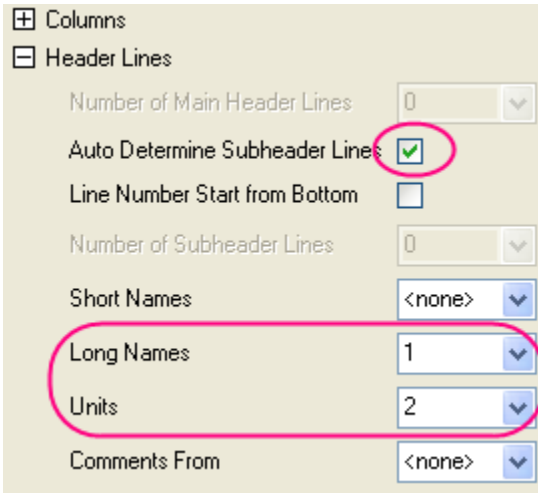 Columns
Header Lines
Number of Main Header Lines 0
Auto Determine Subheader Lines
Line Number Start from Bottom
Number of Subheader Lines 0
Short Names <none>
Long Names 1
Units 2
Comments From <none>